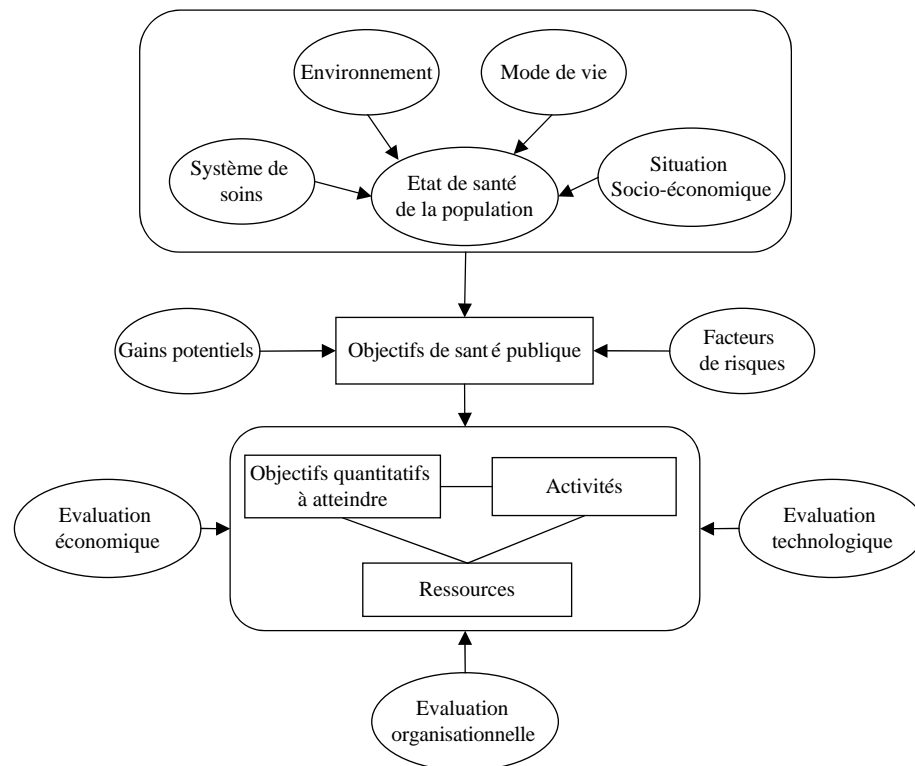 Environnement
Mode de vie
Système de
soins
Etat de santé
de la population
Situation
Socio-économique
Gains potentiels
Objectifs de santé publique
Facteurs
de risques
Objectifs quantitatifs
à atteindre
Activités
Evaluation
économique
Evaluation
technologique
Ressources
Evaluation
organisationnelle